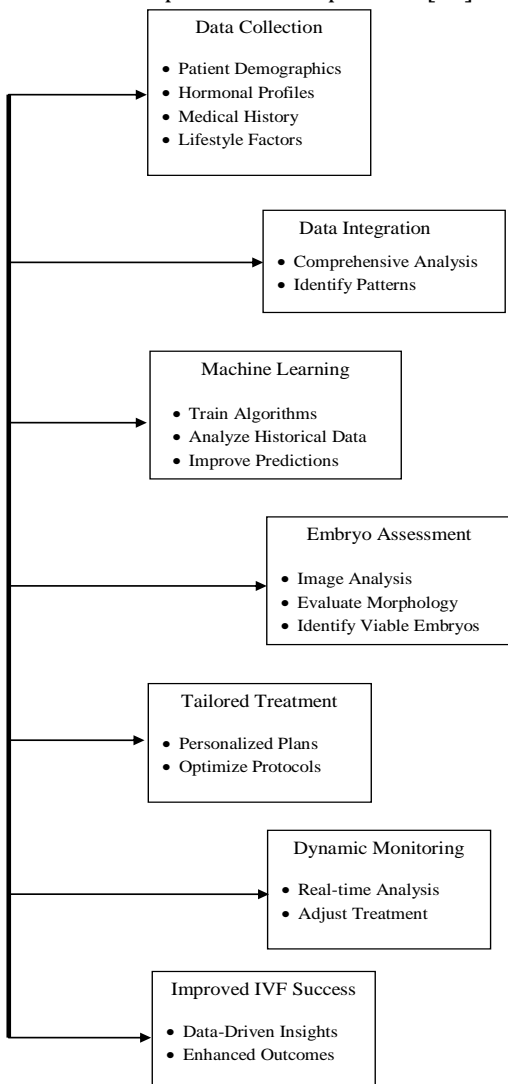 Data Collection
• Patient Demographics
• Hormonal Profiles
• Medical History
• Lifestyle Factors
Data Integration
• Comprehensive Analysis
• Identify Patterns
Machine Learning
• Train Algorithms
• Analyze Historical Data
• Improve Predictions
Embryo Assessment
• Image Analysis
• Evaluate Morphology
• Identify Viable Embryos
Tailored Treatment
• Personalized Plans
• Optimize Protocols
Dynamic Monitoring
• Real-time Analysis
• Adjust Treatment
Improved IVF Success
• Data-Driven Insights
• Enhanced Outcomes